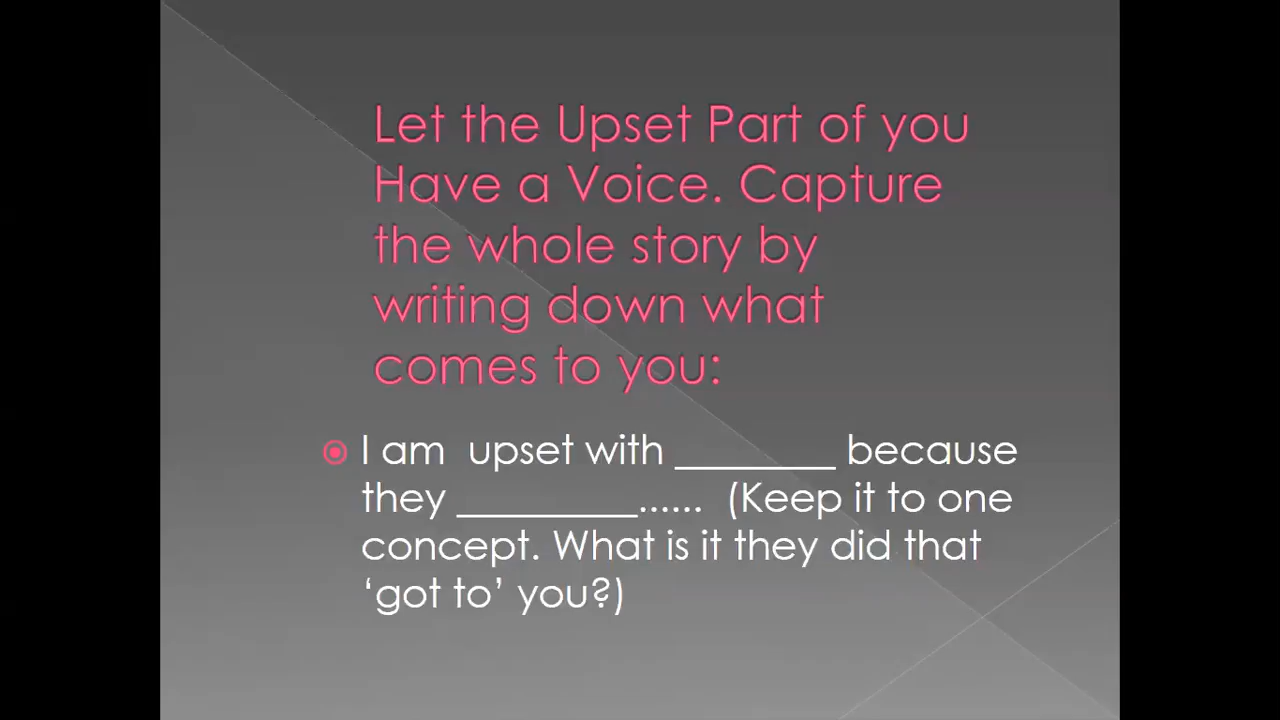 Let the Upset Part of you
Have a Voice. Capture
the whole story by
writing down what
comes to you:
I am  upset with ________ because
they _________......  (Keep it to one
concept. What is it they did that
‘got to’ you?)